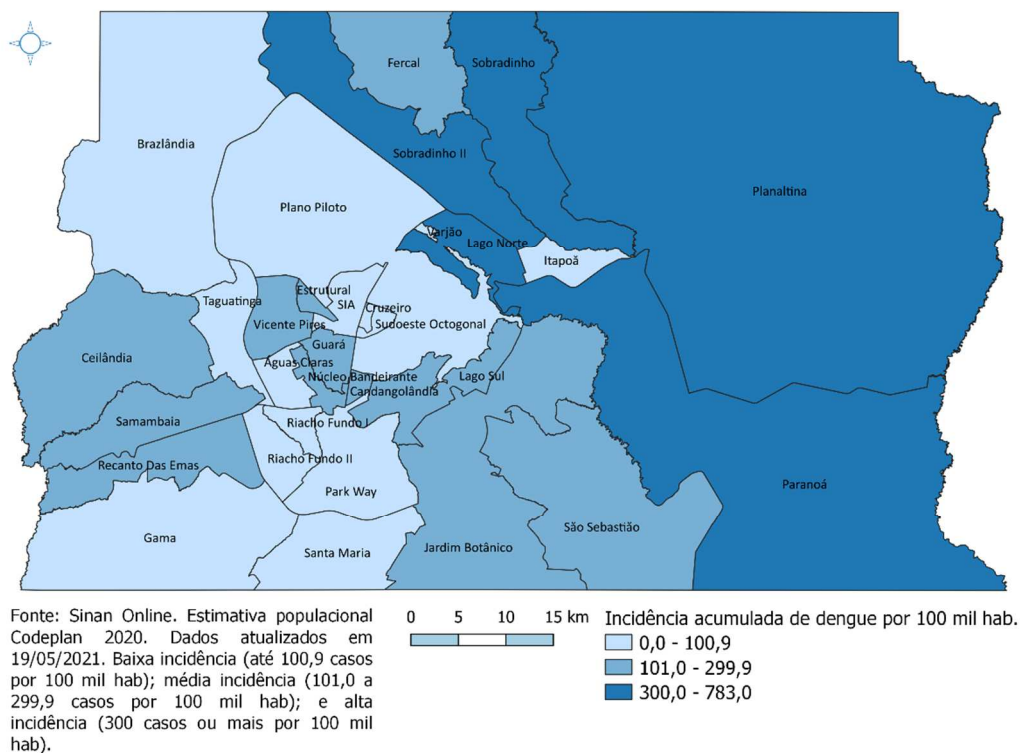 Fercal
Sobradinho
Brazlândia
Sobradinho II
Planaltina
Plano Piloto
Varjão
Lago Norte
Itapoã
Estrutural
Taguatinga
SIA
Cruzeiro
Vicente Pires
Sudoeste Octogonal
Guará
Ceilândia
Águas Claras
Núcleo Bandeirante
Lago Sul
Candangolândia
Samambaia
Riacho Fundo I
Riacho Fundo II
Recanto Das Emas
Paranoá
Park Way
São Sebastião
Gama
Santa Maria
Jardim Botânico
Fonte: Sinan Online. Estimativa populacional
Codeplan 2020. Dados atualizados em
19/05/2021. Baixa incidência (até 100,9 casos
por 100 mil hab); média incidência (101,0 a
299,9 casos por 100 mil hab); e alta
incidência (300 casos ou mais por 100 mil
hab).
0 5 10 15 km
Incidência acumulada de dengue por 100 mil hab.
0,0 - 100,9
101,0 - 299,9
300,0 - 783,0